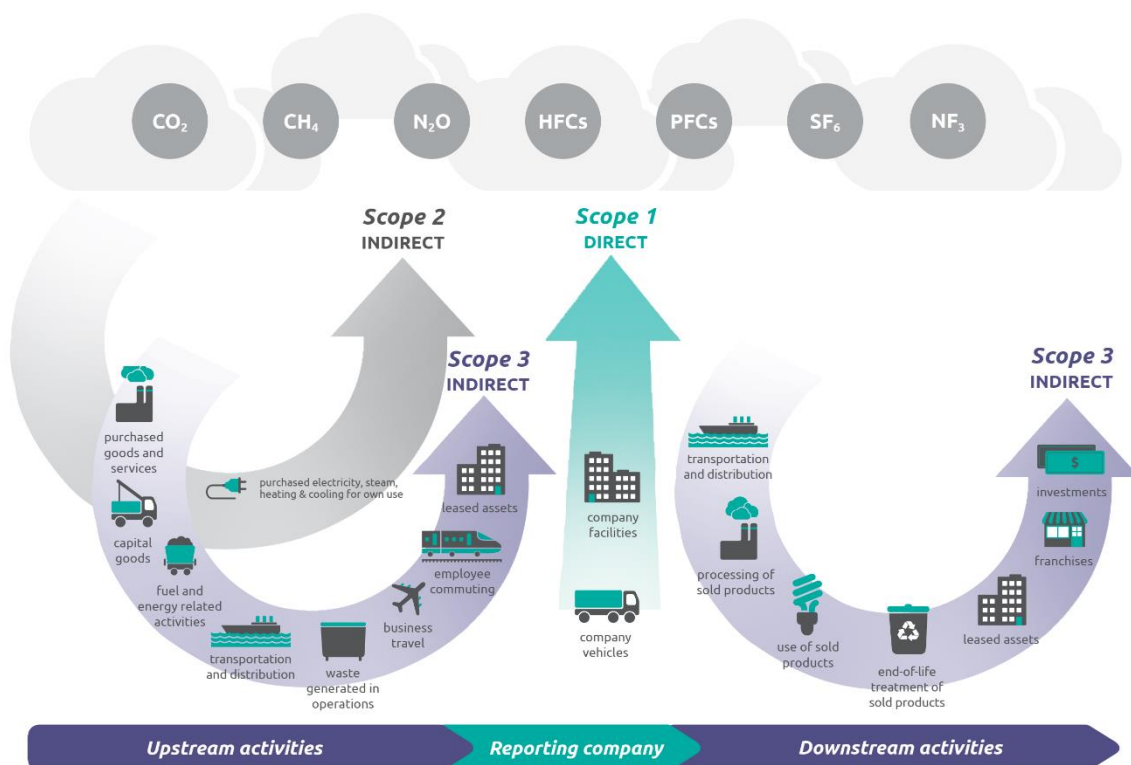 CO₂
CH₄
N₂O
HFCs
PFCs
SF₆
NF₃
Scope 2
INDIRECT
Scope 1
DIRECT
Scope 3
INDIRECT
Scope 3
INDIRECT
purchased
goods and
services
capital
goods
fuel and
energy related
activities
transportation
and distribution
waste
generated in
operations
business
travel
employee
commuting
leased assets
purchased electricity, steam,
heating & cooling for own use
company
facilities
company
vehicles
transportation
and distribution
processing of
sold products
use of sold
products
end-of-life
treatment of
sold products
leased assets
franchises
$
investments
Upstream activities
Reporting company
Downstream activities